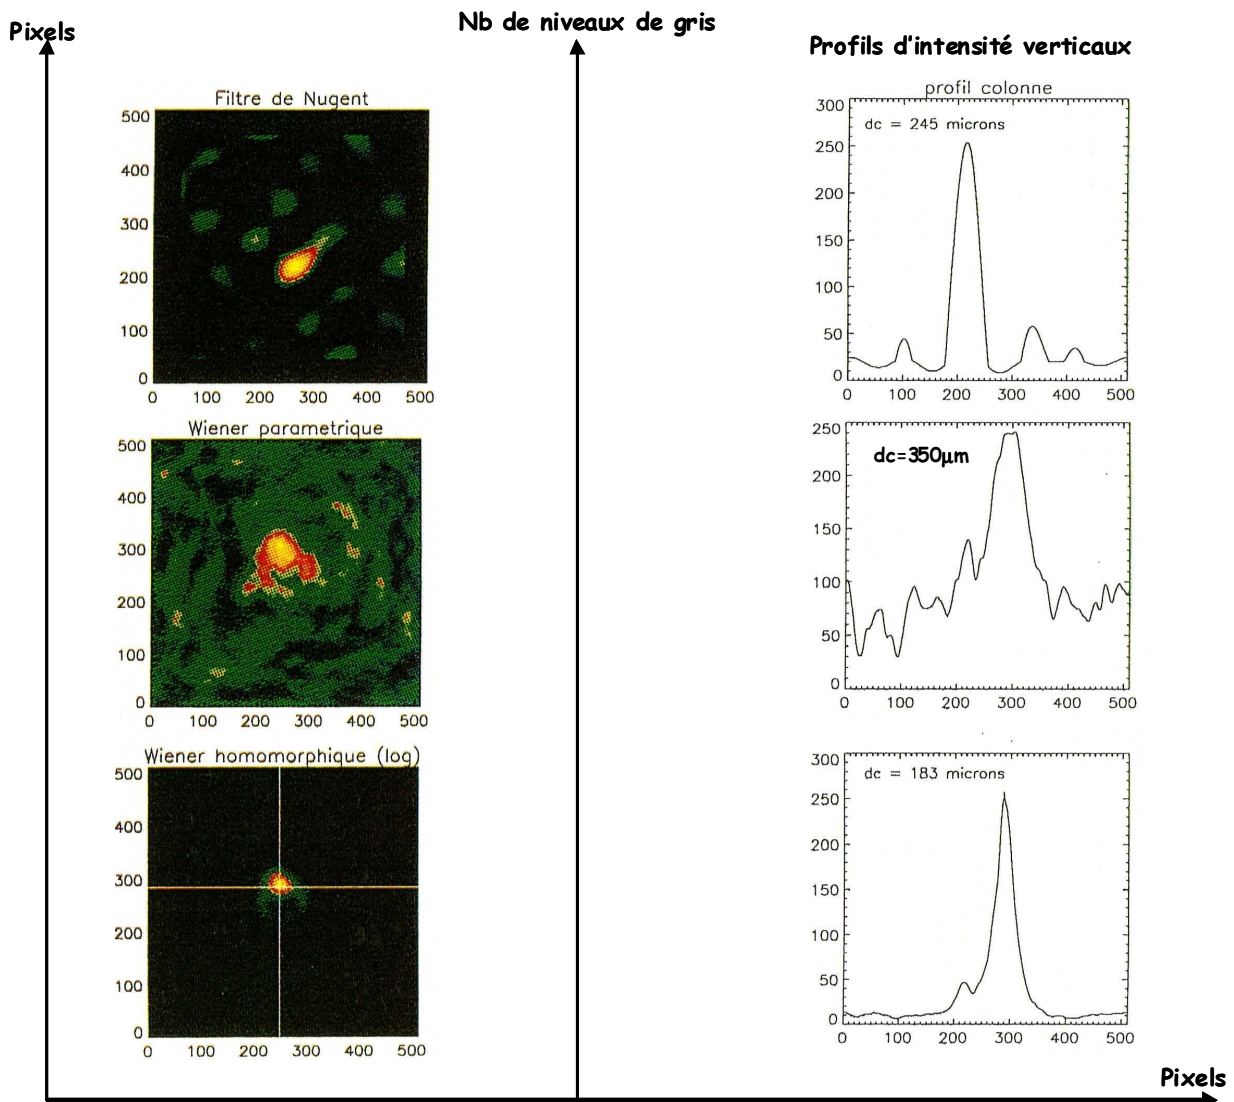 Pixels
Nb de niveaux de gris
Profils d'intensité verticaux
Filtre de Nugent
500
400
300
200
100
0
0 100 200 300 400 500
profil colonne
dc = 245 microns
300
250
200
150
100
50
0
0 100 200 300 400 500
Wiener parametrique
500
400
300
200
100
0
0 100 200 300 400 500
dc=350µm
250
200
150
100
50
0
0 100 200 300 400 500
Wiener homomorphique (log)
500
400
300
200
100
0
0 100 200 300 400 500
dc = 183 microns
300
250
200
150
100
50
0
0 100 200 300 400 500
Pixels